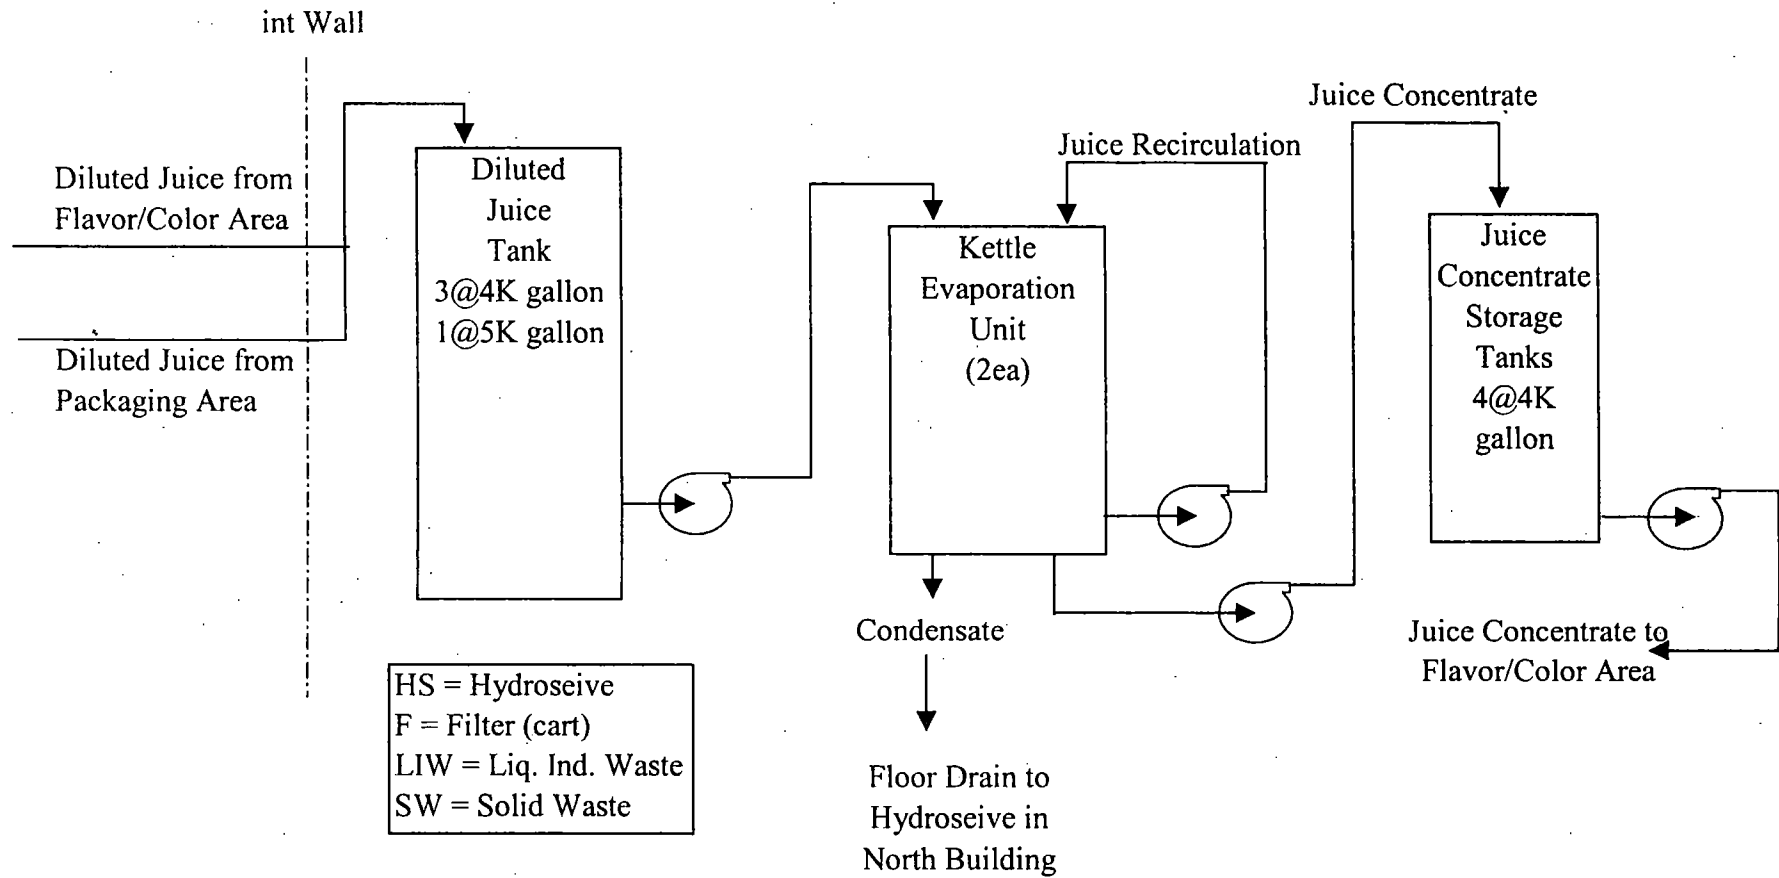 int Wall
Diluted Juice from
Flavor/Color Area
Diluted Juice from
Packaging Area
Diluted
Juice
Tank
3@4K gallon
1@5K gallon
Juice Recirculation
Kettle
Evaporation
Unit
(2ea)
Juice Concentrate
Juice
Concentrate
Storage
Tanks
4@4K
gallon
Condensate
Floor Drain to
Hydroseive in
North Building
Juice Concentrate to
Flavor/Color Area
HS = Hydroseive
F = Filter (cart)
LIW = Liq. Ind. Waste
SW = Solid Waste